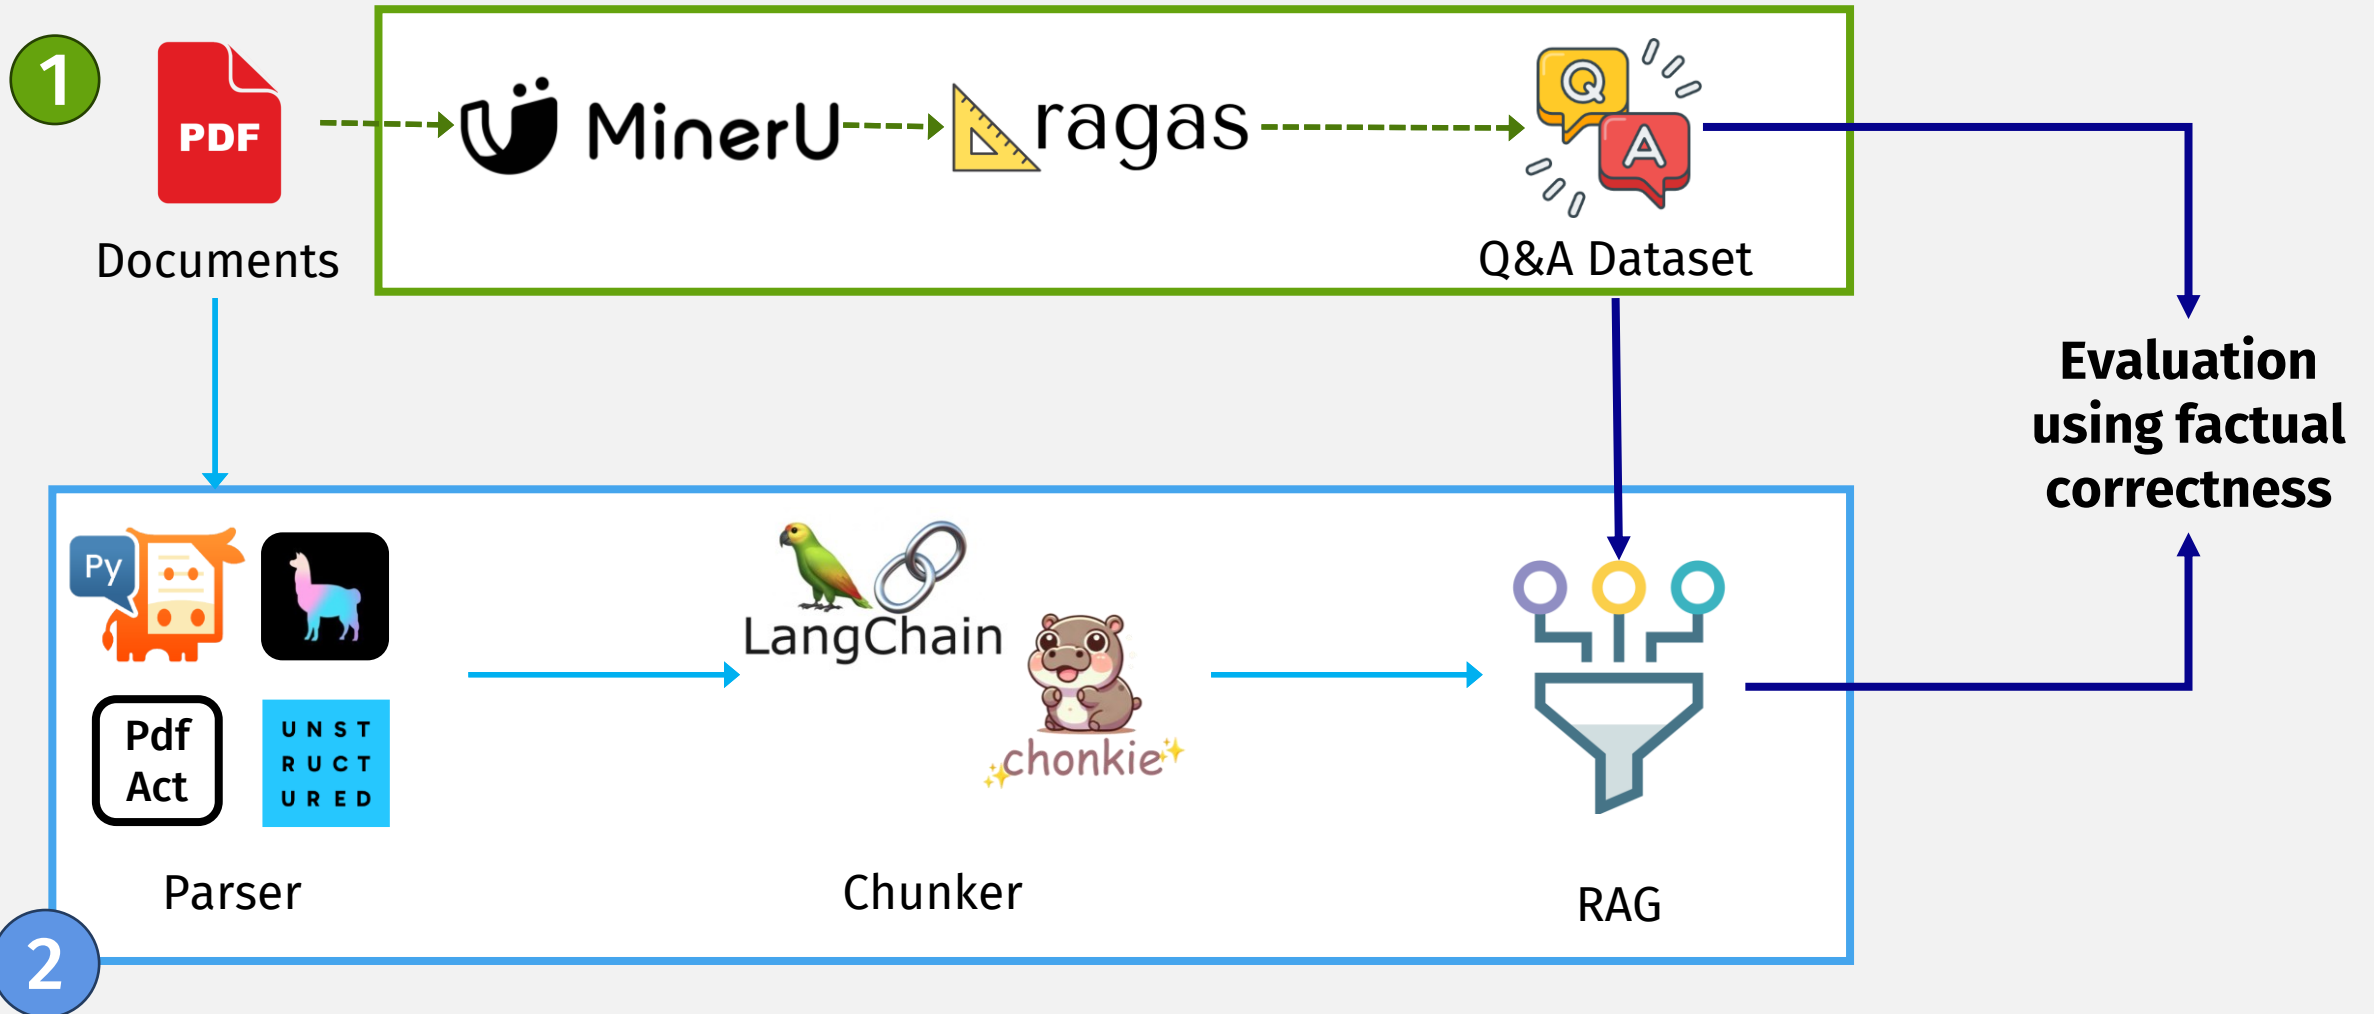 1
PDF
Documents
MinerU
ragas
Q
A
Q&A Dataset
Evaluation
using factual
correctness
Py
Pdf
Act
UNST
RUCT
URED
Parser
LangChain
chonkie
Chunker
RAG
2